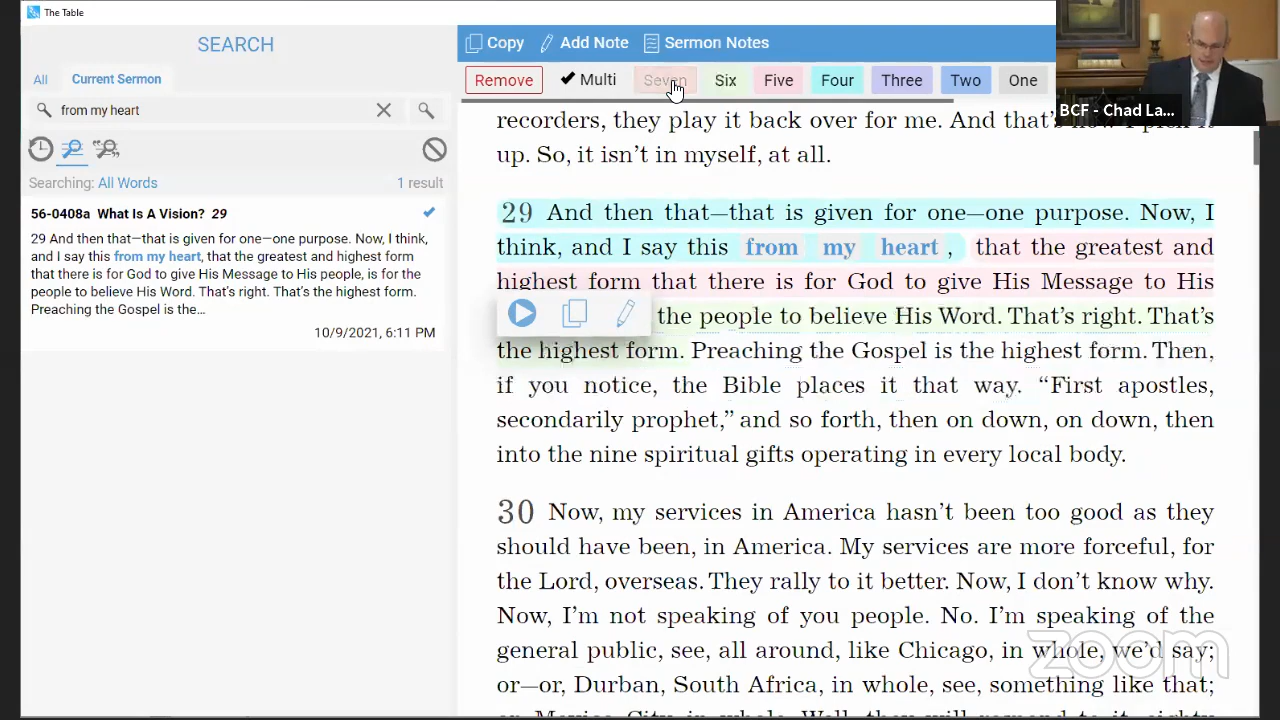 The Table
SEARCH
All Current Sermon
from my heart
Searching: All Words 1 result
56-0408a What Is A Vision? 29
29 And then that—that is given for one—one purpose. Now, I think,
and I say this from my heart, that the greatest and highest form
that there is for God to give His Message to His people, is for the
people to believe His Word. That's right. That's the highest form.
Preaching the Gospel is the...
10/9/2021, 6:11 PM
Copy Add Note Sermon Notes
Remove Multi Seven Six Five Four Three Two One
BCF - Chad La...
recorders, they play it back over for me. And that's
up. So, it isn't in myself, at all.
29 And then that—that is given for one—one purpose. Now, I
think, and I say this from my heart , that the greatest and
highest form that there is for God to give His Message to His
the people to believe His Word. That's right. That's
the highest form. Preaching the Gospel is the highest form. Then,
if you notice, the Bible places it that way. “First apostles,
secondarily prophet,” and so forth, then on down, on down, then
into the nine spiritual gifts operating in every local body.
30 Now, my services in America hasn't been too good as they
should have been, in America. My services are more forceful, for
the Lord, overseas. They rally to it better. Now, I don't know why.
Now, I'm not speaking of you people. No. I'm speaking of the
general public, see, all around, like Chicago, in whole, we'd say;
or—or, Durban, South Africa, in whole, see, something like that;
zoom